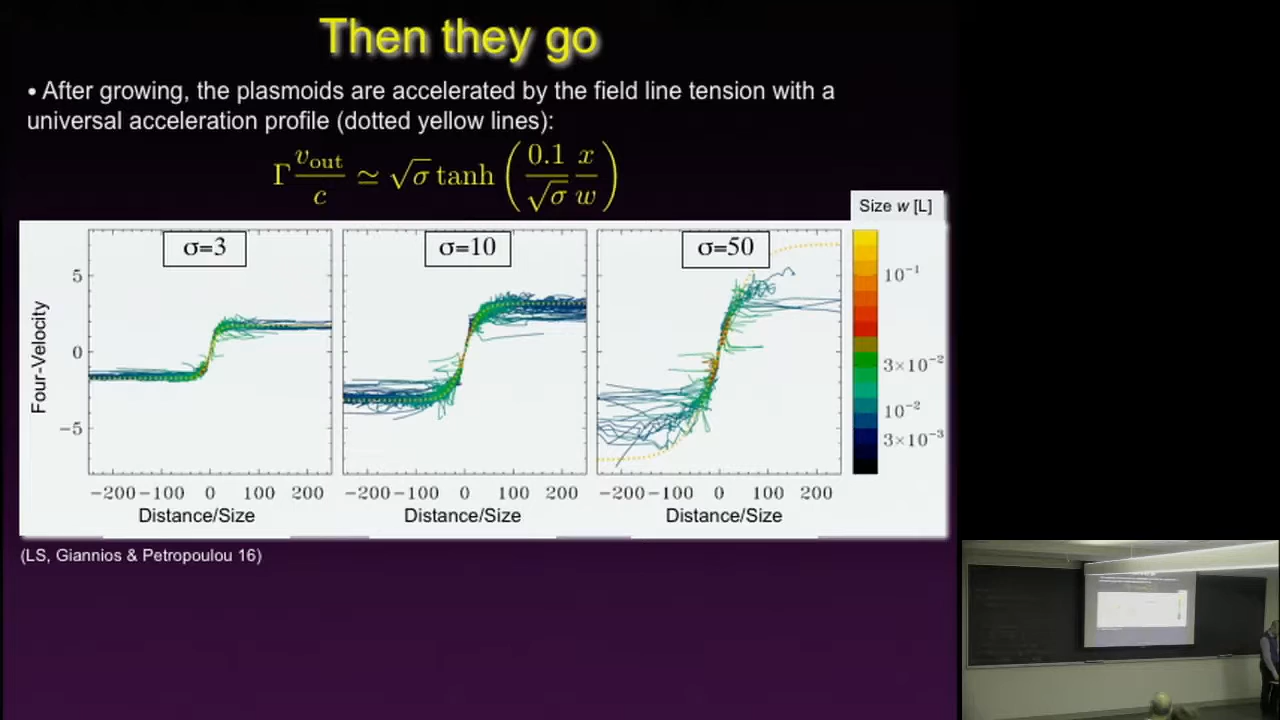 Then they go
• After growing, the plasmoids are accelerated by the field line tension with a
universal acceleration profile (dotted yellow lines):
Γ v_out/c ≃ √σ tanh (0.1/√σ x/w)
Size w [L]
σ=3
σ=10
σ=50
Four-Velocity
5
0
−5
10⁻¹
3×10⁻²
10⁻²
3×10⁻³
−200 −100 0 100 200
−200 −100 0 100 200
−200 −100 0 100 200
Distance/Size
Distance/Size
Distance/Size
(LS, Giannios & Petropoulou 16)